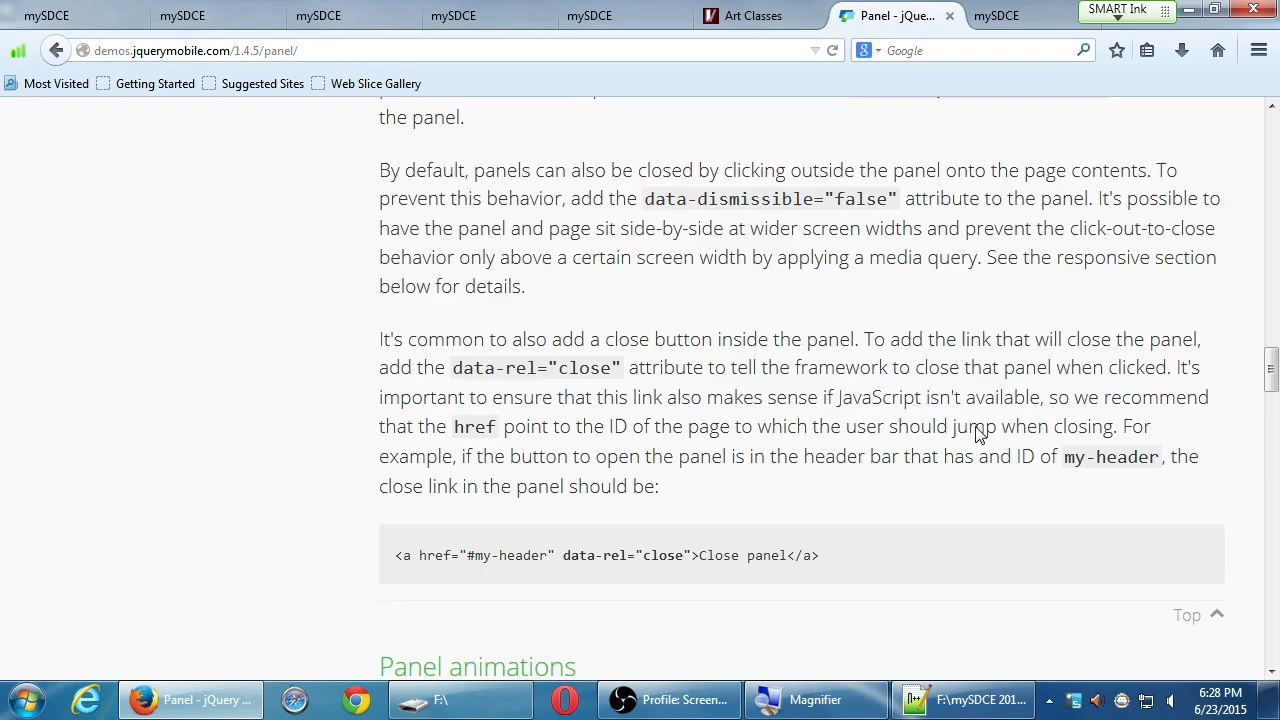 mySDCE mySDCE mySDCE mySDCE mySDCE Art Classes Panel - jQue... mySDCE SMART Ink
demos.jquerymobile.com/1.4.5/panel/ Google
Most Visited Getting Started Suggested Sites Web Slice Gallery
the panel.
By default, panels can also be closed by clicking outside the panel onto the page contents. To
prevent this behavior, add the data-dismissible="false" attribute to the panel. It's possible to
have the panel and page sit side-by-side at wider screen widths and prevent the click-out-to-close
behavior only above a certain screen width by applying a media query. See the responsive section
below for details.
It's common to also add a close button inside the panel. To add the link that will close the panel,
add the data-rel="close" attribute to tell the framework to close that panel when clicked. It's
important to ensure that this link also makes sense if JavaScript isn't available, so we recommend
that the href point to the ID of the page to which the user should jump when closing. For
example, if the button to open the panel is in the header bar that has and ID of my-header, the
close link in the panel should be:
<a href="#my-header" data-rel="close">Close panel</a>
Top
Panel animations
Panel - jQuery ... F:\ Profile: Screen... Magnifier F:\mySDCE 201... 6:28 PM
6/23/2015